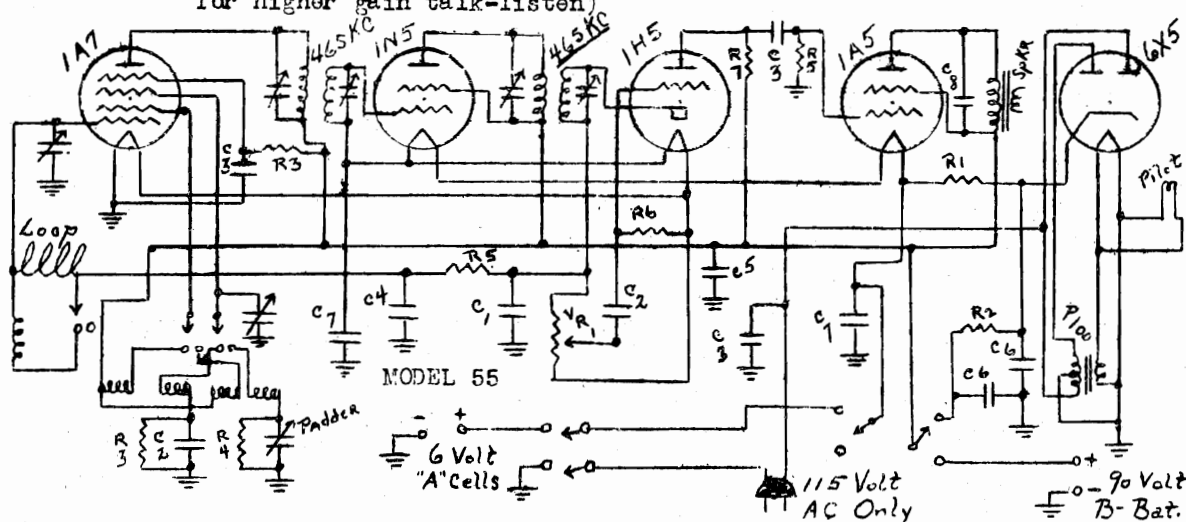 for higher gain talk-listen)
1A7
465KC
1N5
465KC
1H5
R7
C3
R5
1A5
C8
SPKR
6X5
C3
R3
R1
Pilot
Loop
R6
R5
C5
C7
C4
C1
VR1
C2
C3
C7
R2
C6
C6
P100
MODEL 55
R3
C2
R4
Padder
- +
6 Volt
"A" Cells
115 Volt
AC Only
+
- 90 Volt
B-Bat.